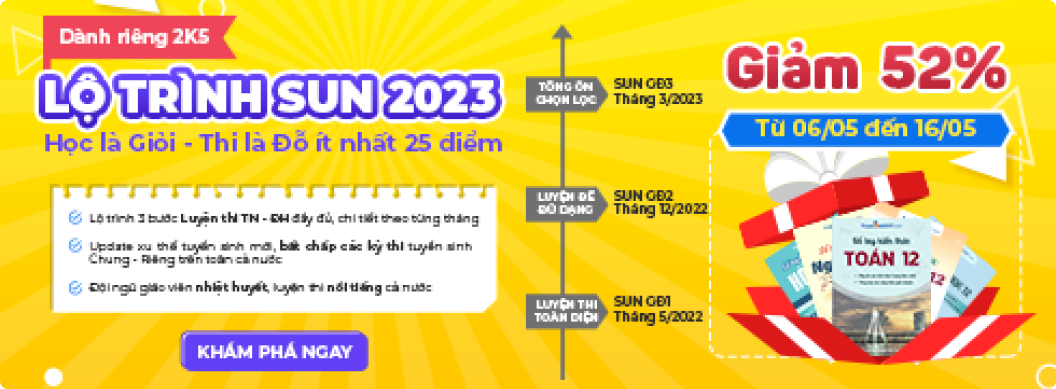 Dành riêng 2K5
LỘ TRÌNH SUN 2023
Học là Giỏi - Thi là Đỗ ít nhất 25 điểm
Lộ trình 3 bước Luyện thi TN - ĐH đầy đủ, chi tiết theo từng tháng
Update xu thế tuyển sinh mới, bất chấp các kỳ thi tuyển sinh
Chung - Riêng trên toàn cả nước
Đội ngũ giáo viên nhiệt huyết, luyện thi nổi tiếng cả nước
KHÁM PHÁ NGAY
TỔNG ÔN
CHỌN LỌC
SUN GĐ3
Tháng 3/2023
LUYỆN ĐỀ
ĐỦ DẠNG
SUN GĐ2
Tháng 12/2022
LUYỆN THI
TOÀN DIỆN
SUN GĐ1
Tháng 5/2022
Giảm 52%
Từ 06/05 đến 16/05
Sổ tay kiến thức
TOÁN 12